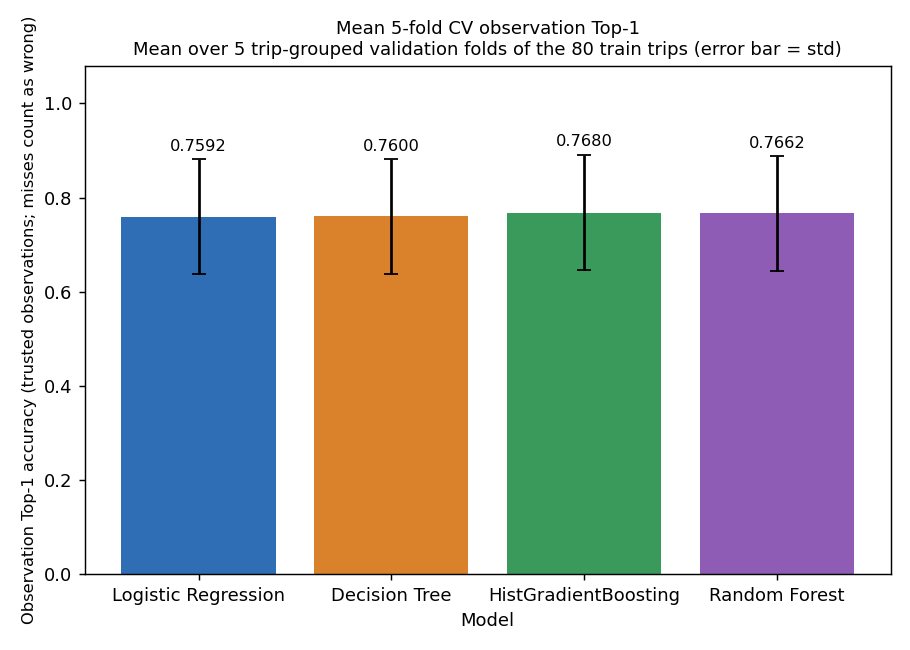 Mean 5-fold CV observation Top-1
Mean over 5 trip-grouped validation folds of the 80 train trips (error bar = std)
Observation Top-1 accuracy (trusted observations; misses count as wrong)
1.0
0.8
0.6
0.4
0.2
0.0
0.7592
0.7600
0.7680
0.7662
Logistic Regression
Decision Tree
HistGradientBoosting
Random Forest
Model